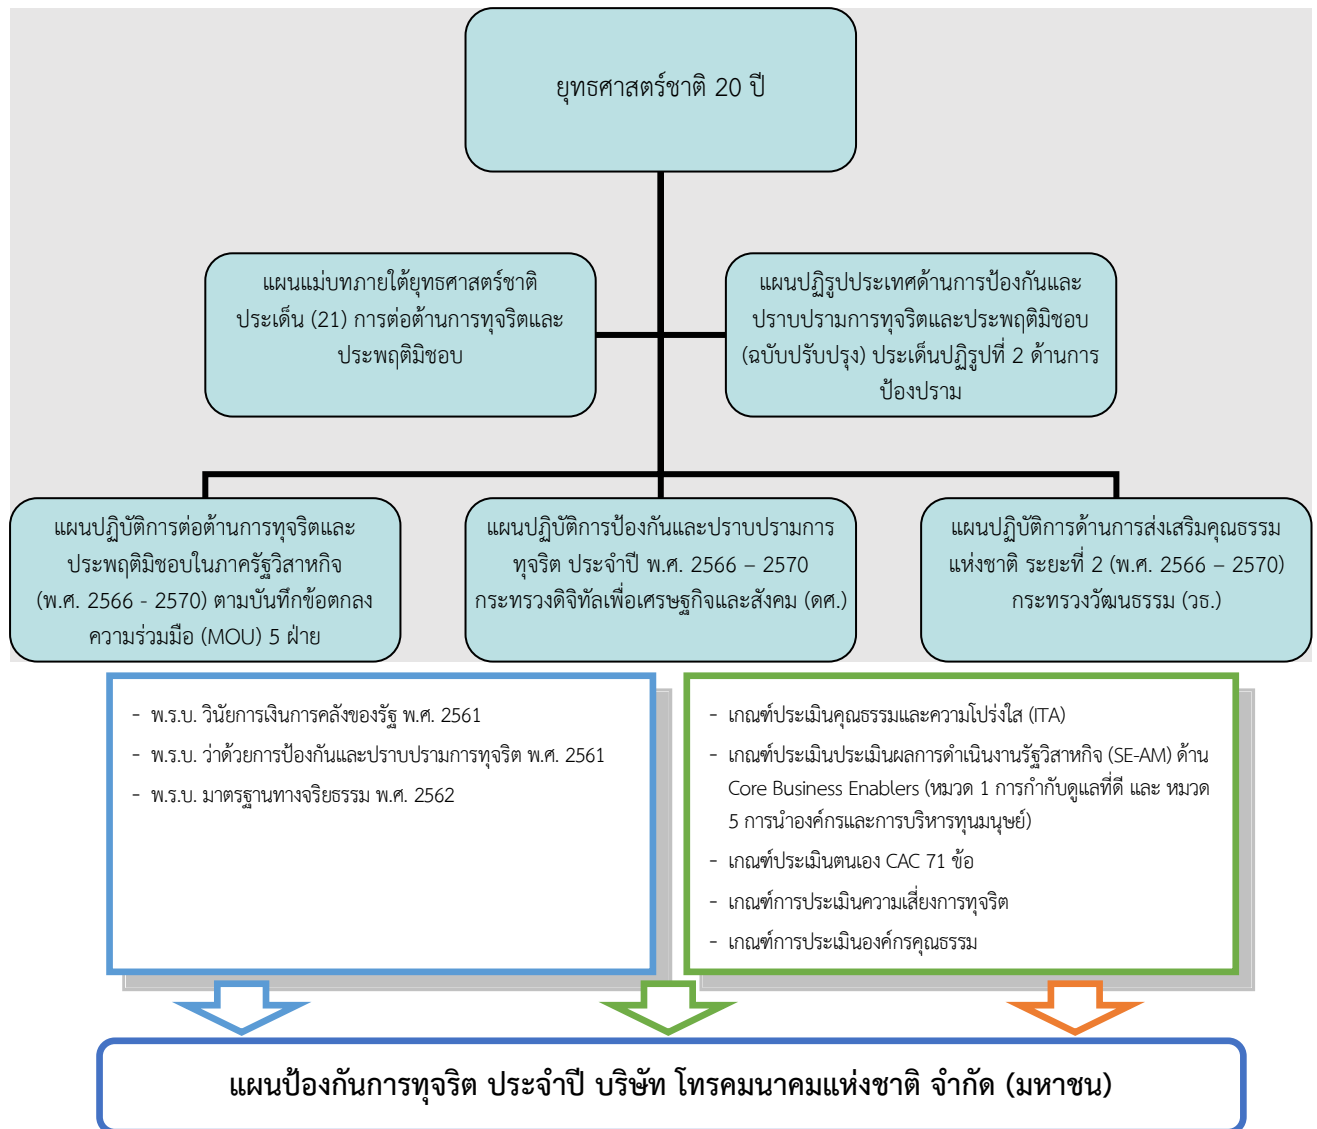 ยุทธศาสตร์ชาติ 20 ปี
แผนแม่บทภายใต้ยุทธศาสตร์ชาติ
ประเด็น (21) การต่อต้านการทุจริตและ
ประพฤติมิชอบ
แผนปฏิรูปประเทศด้านการป้องกันและ
ปราบปรามการทุจริตและประพฤติมิชอบ
(ฉบับปรับปรุง) ประเด็นปฏิรูปที่ 2 ด้านการ
ป้องปราม
แผนปฏิบัติการต่อต้านการทุจริตและ
ประพฤติมิชอบในภาครัฐวิสาหกิจ
(พ.ศ. 2566 - 2570) ตามบันทึกข้อตกลง
ความร่วมมือ (MOU) 5 ฝ่าย
แผนปฏิบัติการป้องกันและปราบปรามการ
ทุจริต ประจำปี พ.ศ. 2566 – 2570
กระทรวงดิจิทัลเพื่อเศรษฐกิจและสังคม (ดศ.)
แผนปฏิบัติการด้านการส่งเสริมคุณธรรม
แห่งชาติ ระยะที่ 2 (พ.ศ. 2566 – 2570)
กระทรวงวัฒนธรรม (วธ.)
- พ.ร.บ. วินัยการเงินการคลังของรัฐ พ.ศ. 2561
- พ.ร.บ. ว่าด้วยการป้องกันและปราบปรามการทุจริต พ.ศ. 2561
- พ.ร.บ. มาตรฐานทางจริยธรรม พ.ศ. 2562
- เกณฑ์ประเมินคุณธรรมและความโปร่งใส (ITA)
- เกณฑ์ประเมินประเมินผลการดำเนินงานรัฐวิสาหกิจ (SE-AM) ด้าน
Core Business Enablers (หมวด 1 การกำกับดูแลที่ดี และ หมวด
5 การนำองค์กรและการบริหารทุนมนุษย์)
- เกณฑ์ประเมินตนเอง CAC 71 ข้อ
- เกณฑ์การประเมินความเสี่ยงการทุจริต
- เกณฑ์การประเมินองค์กรคุณธรรม
แผนป้องกันการทุจริต ประจำปี บริษัท โทรคมนาคมแห่งชาติ จำกัด (มหาชน)